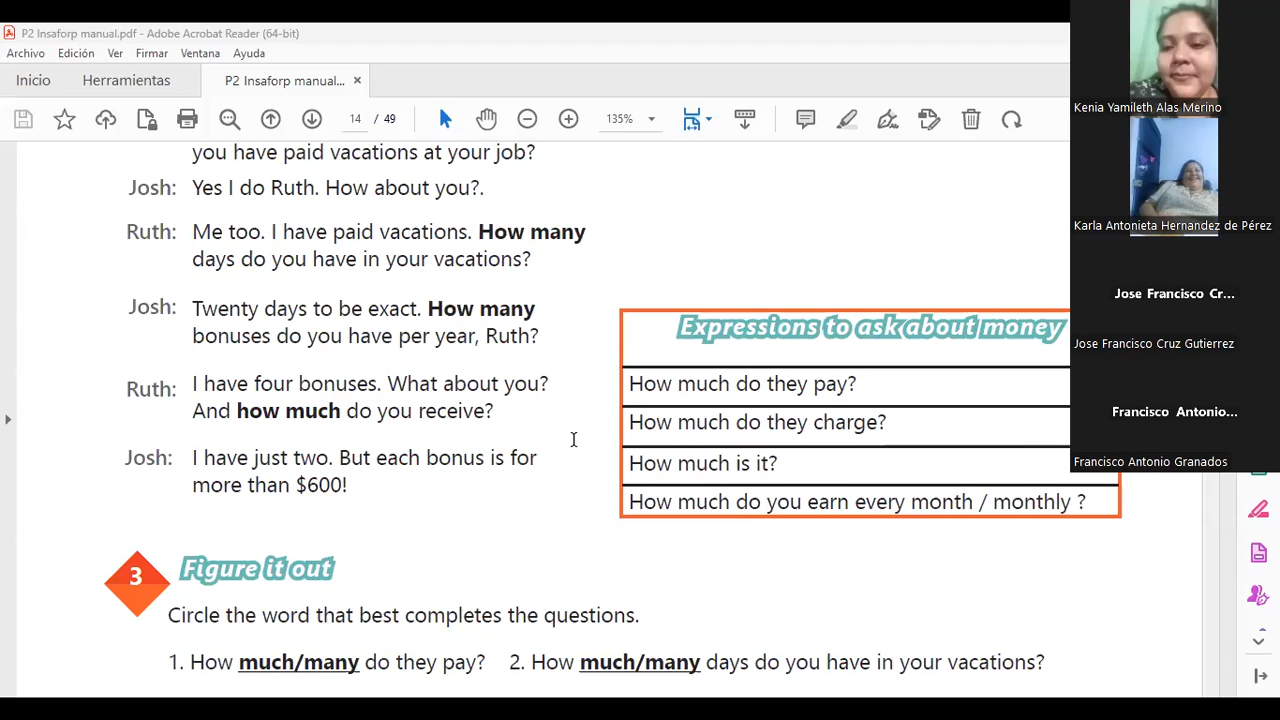 P2 Insaforp manual.pdf - Adobe Acrobat Reader (64-bit)
Archivo Edición Ver Firmar Ventana Ayuda
Inicio Herramientas P2 Insaforp manual... ×
14 / 49 135%
you have paid vacations at your job?
Josh: Yes I do Ruth. How about you?.
Ruth: Me too. I have paid vacations. How many
days do you have in your vacations?
Josh: Twenty days to be exact. How many
bonuses do you have per year, Ruth?
Ruth: I have four bonuses. What about you?
And how much do you receive?
Josh: I have just two. But each bonus is for
more than $600!
Expressions to ask about money
How much do they pay?
How much do they charge?
How much is it?
How much do you earn every month / monthly ?
3 Figure it out
Circle the word that best completes the questions.
1. How much/many do they pay? 2. How much/many days do you have in your vacations?
Kenia Yamileth Alas Merino
Karla Antonieta Hernandez de Pérez
Jose Francisco Cr...
Jose Francisco Cruz Gutierrez
Francisco Antonio...
Francisco Antonio Granados